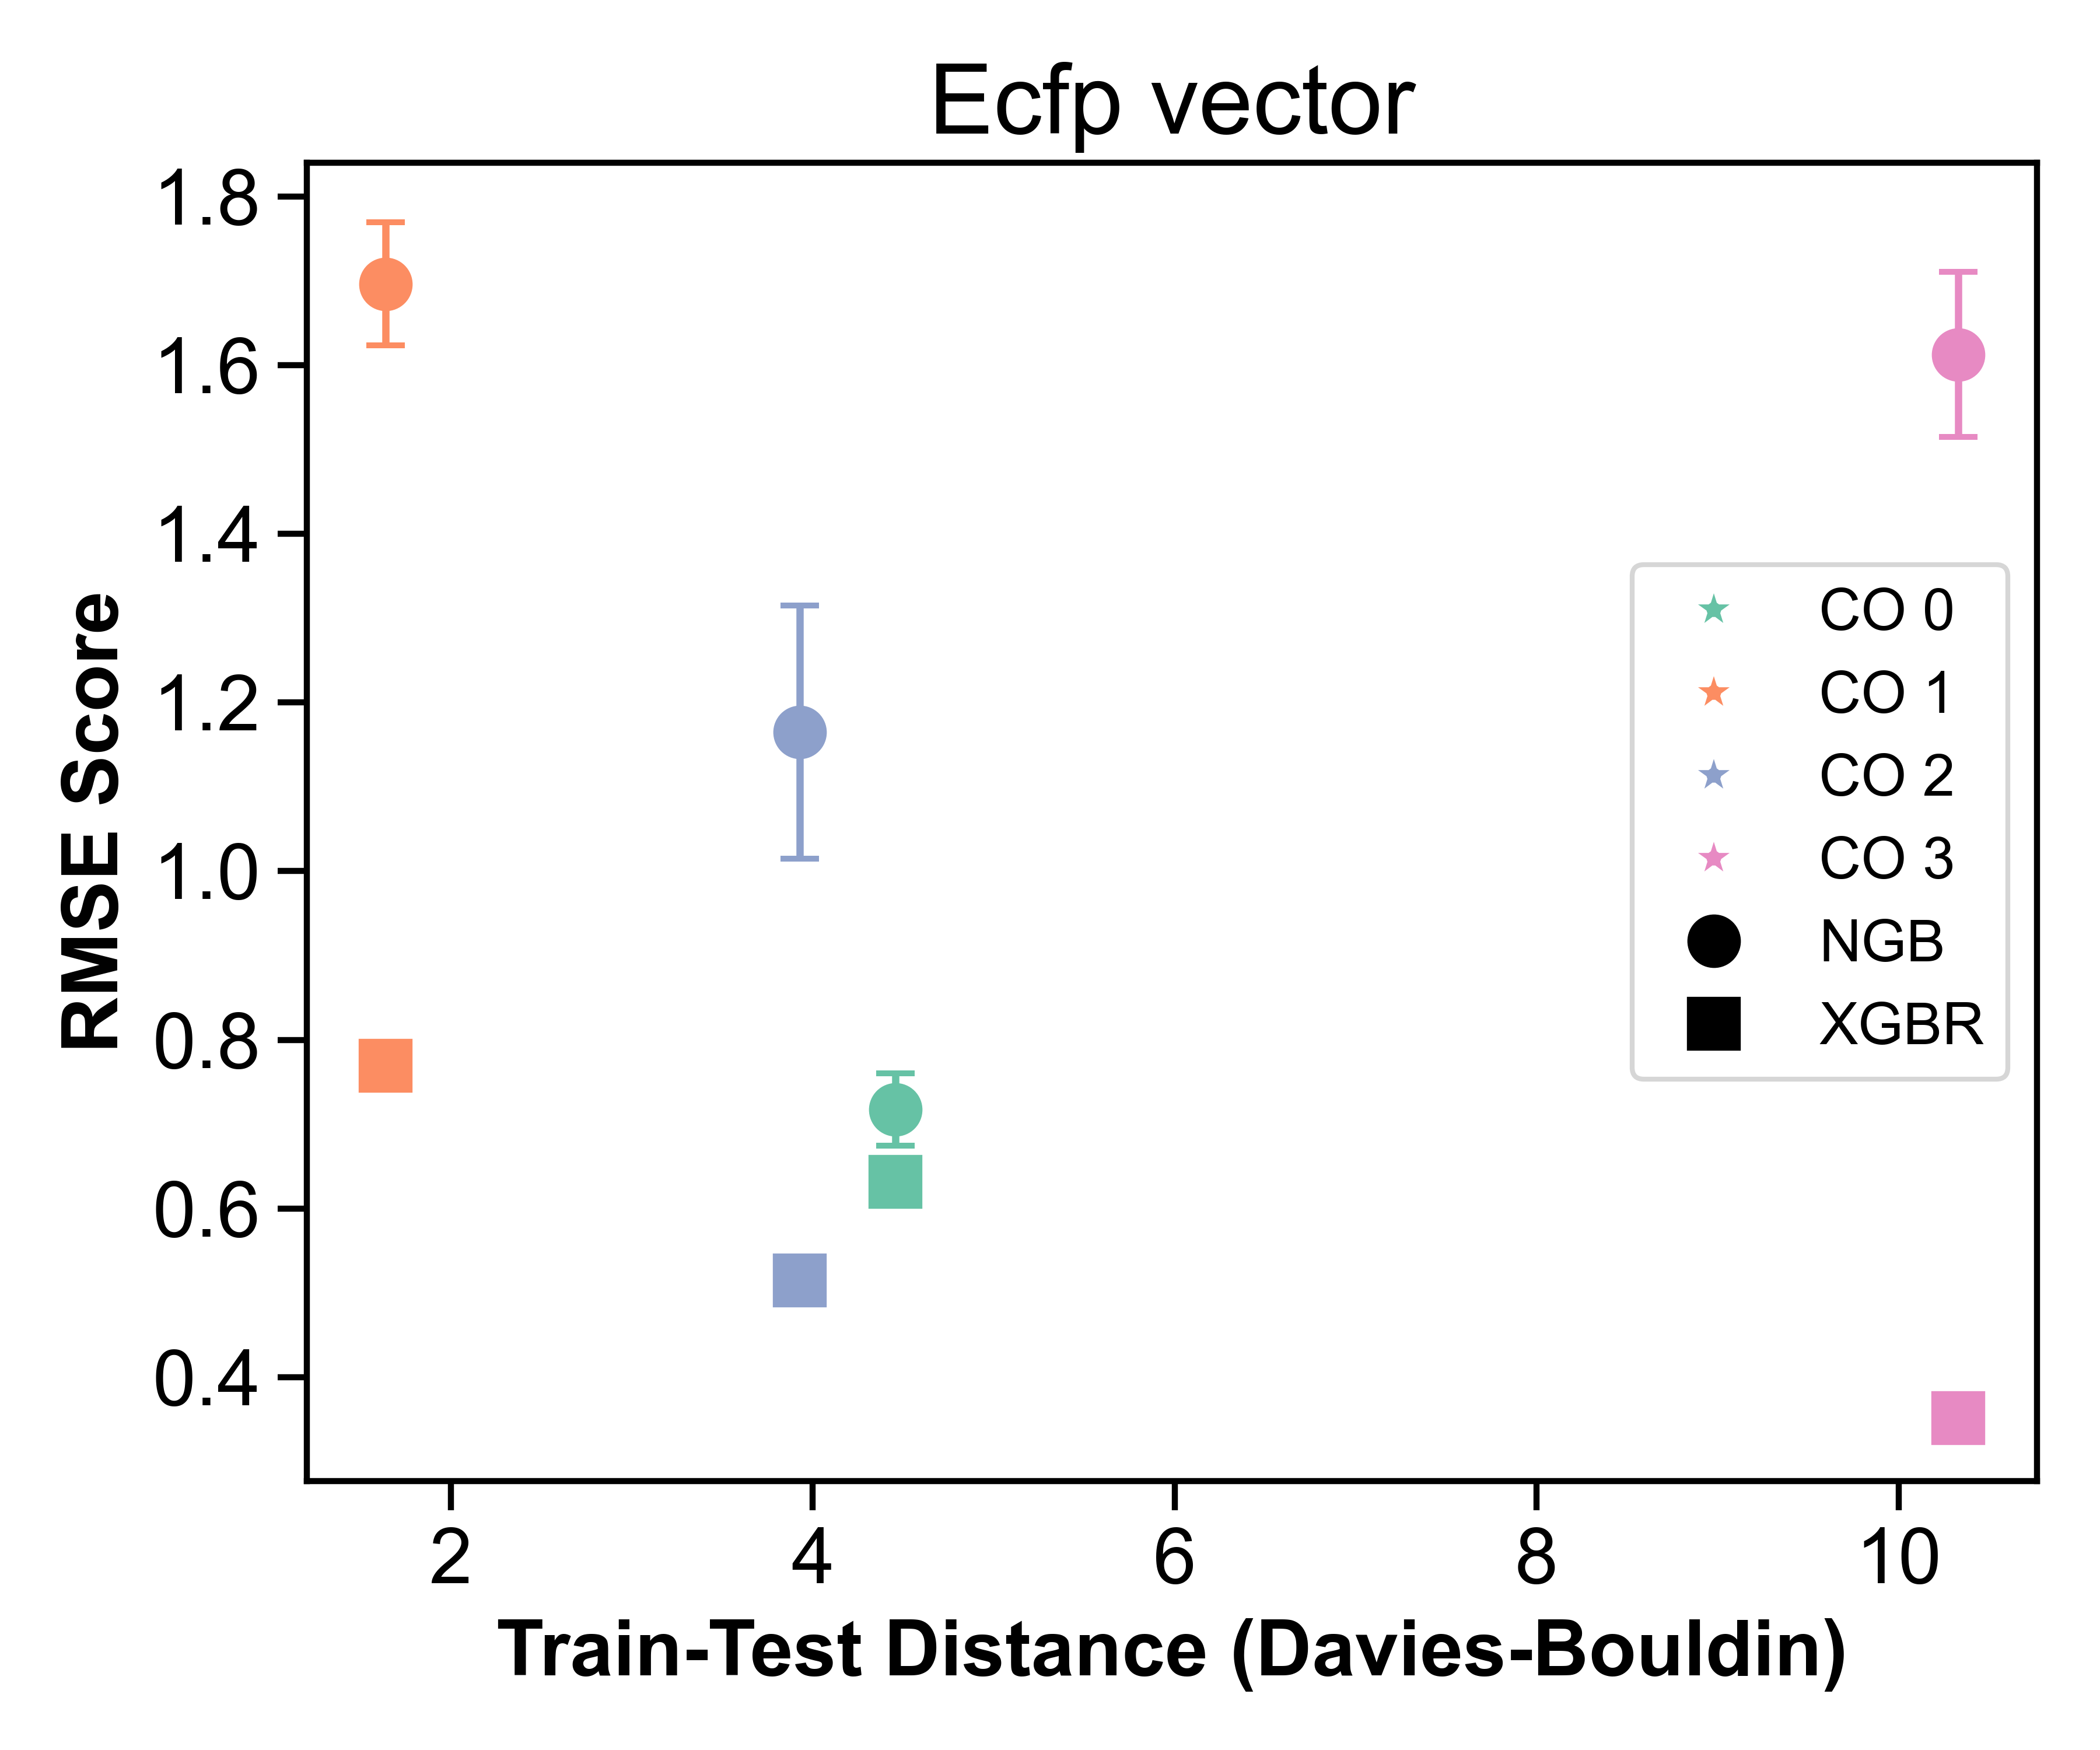 Ecfp vector
RMSE Score
1.8
1.6
1.4
1.2
1.0
0.8
0.6
0.4
CO 0
CO 1
CO 2
CO 3
NGB
XGBR
2 4 6 8 10
Train-Test Distance (Davies-Bouldin)